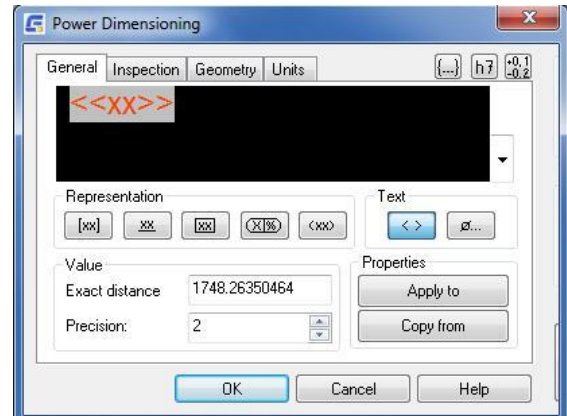 Power Dimensioning
General Inspection Geometry Units {...} h7 +0,1 -0,2
<<xx>>
Representation Text
[xx] xx xx X% (xx) < > ø...
Value Properties
Exact distance 1748.26350464 Apply to
Precision: 2 Copy from
OK Cancel Help